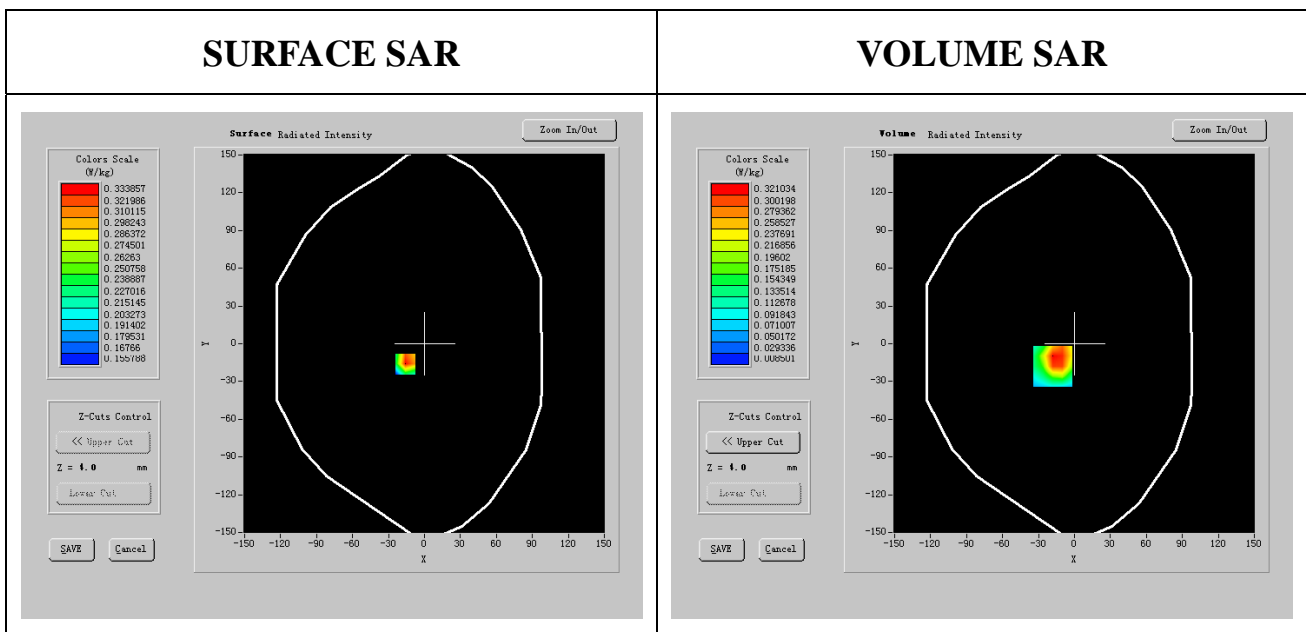 SURFACE SAR
VOLUME SAR
Surface Radiated Intensity
Zoom In/Out
Colors Scale
(W/kg)
0.333857
0.321986
0.310115
0.298243
0.286372
0.274501
0.26263
0.250758
0.238887
0.227016
0.215145
0.203273
0.191402
0.179531
0.16766
0.155788
Z-Cuts Control
<< Upper Cut
Z = 4.0 mm
Lower Cut
SAVE
Cancel
150
120
90
60
30
0
-30
-60
-90
-120
-150
Y
-150 -120 -90 -60 -30 0 30 60 90 120 150
X
Volume Radiated Intensity
Zoom In/Out
Colors Scale
(W/kg)
0.321034
0.300198
0.279362
0.258527
0.237691
0.216856
0.19602
0.175185
0.154349
0.133514
0.112678
0.091843
0.071007
0.050172
0.029336
0.008501
Z-Cuts Control
<< Upper Cut
Z = 4.0 mm
Lower Cut
SAVE
Cancel
150
120
90
60
30
0
-30
-60
-90
-120
-150
Y
-150 -120 -90 -60 -30 0 30 60 90 120 150
X